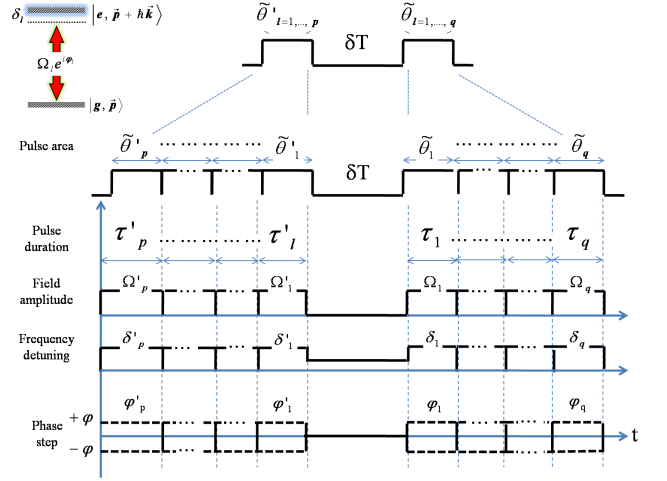 δ_l |e, p⃗ + ħk⃗⟩
Ω_l e^{iφ_l}
|g, p⃗⟩
θ̃'_{l=1,..., p} δT θ̃_{l=1,..., q}
Pulse area θ̃'_p ············ θ̃'_1 θ̃_1 ············ θ̃_q
δT
Pulse duration τ'_p ············ τ'_l τ_1 ············ τ_q
Field amplitude Ω'_p ···· Ω'_1 Ω_1 ···· Ω_q
Frequency detuning δ'_p ···· δ'_1 δ_1 ···· δ_q
φ'_p φ'_1 φ_1 φ_q
Phase step + φ
− φ
t